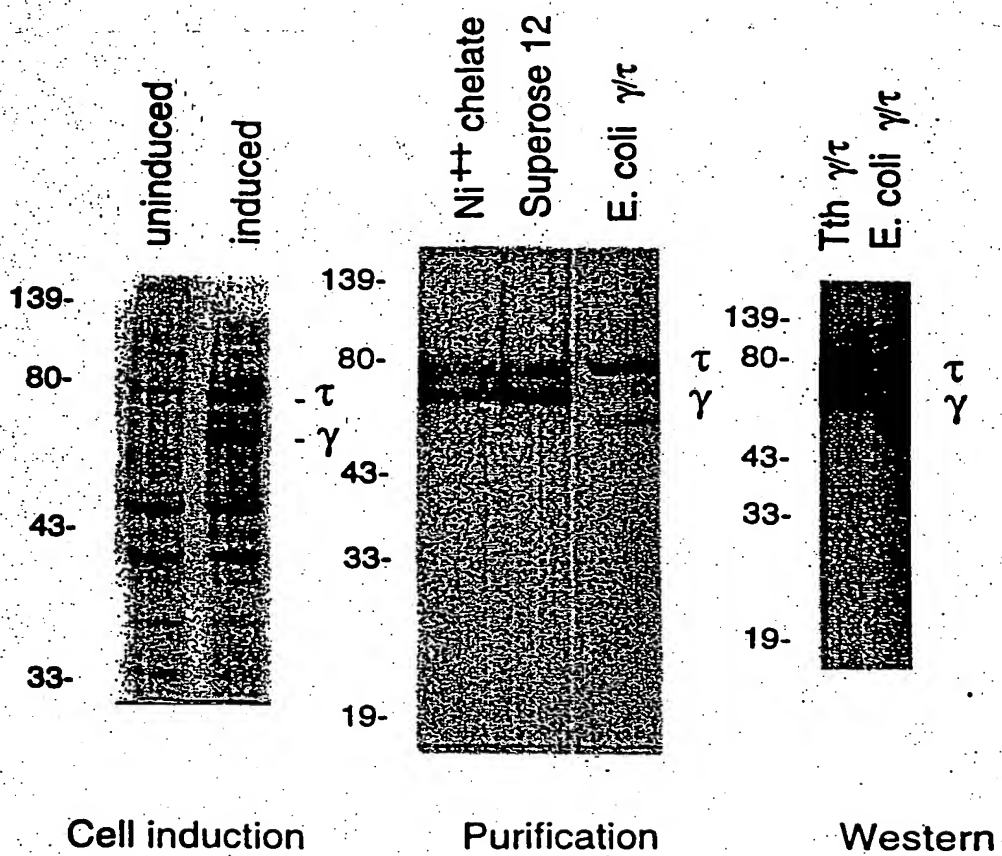 uninduced
induced
139-
80-
43-
33-
- τ
- γ
Cell induction
Ni++ chelate
Superose 12
E. coli γ/τ
139-
80-
43-
33-
19-
τ
γ
Purification
Tth γ/τ
E. coli γ/τ
139-
80-
43-
33-
19-
τ
γ
Western